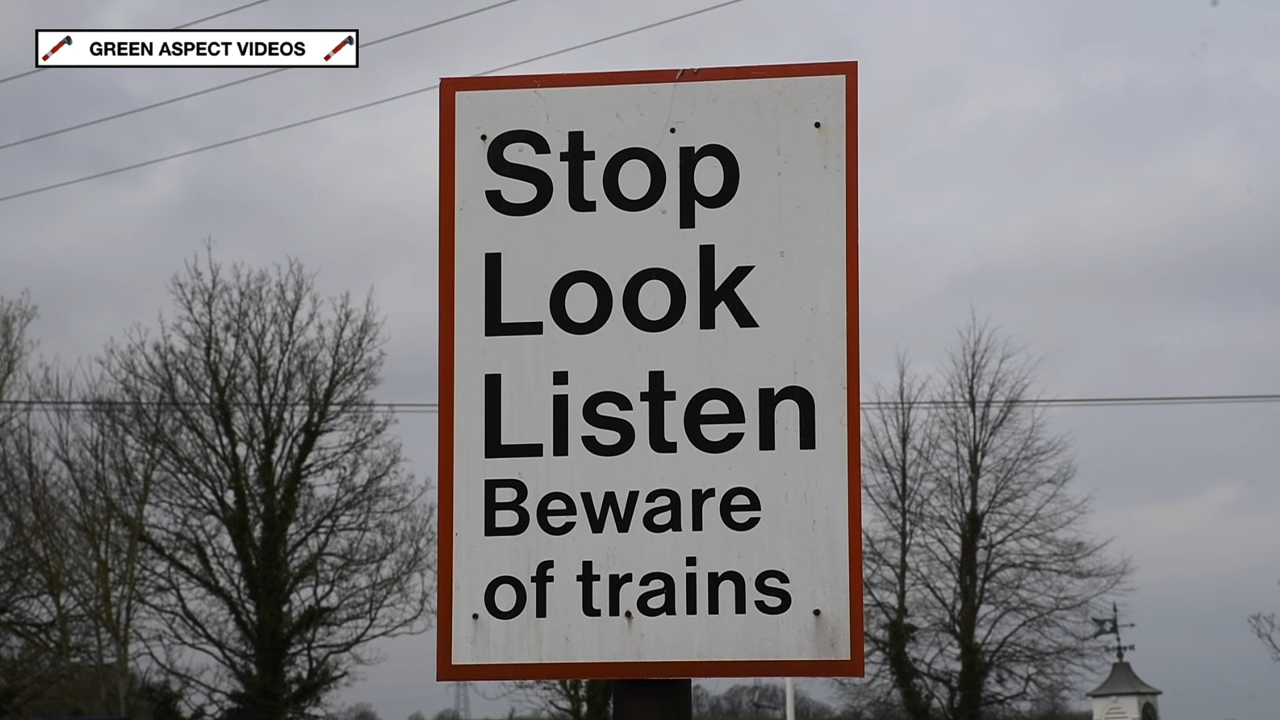 GREEN ASPECT VIDEOS
Stop
Look
Listen
Beware
of trains